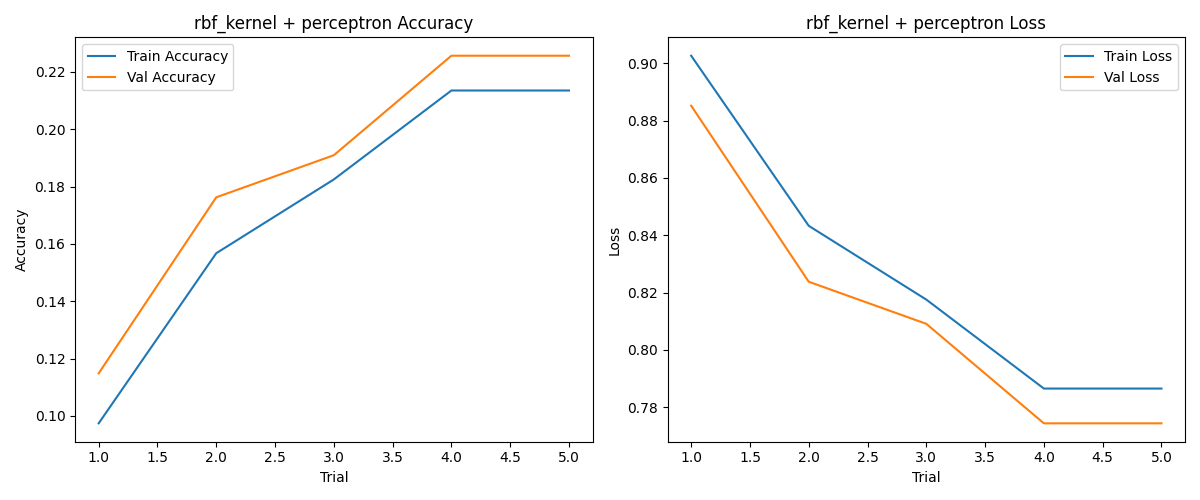 rbf_kernel + perceptron Accuracy
Train Accuracy
Val Accuracy
0.22
0.20
0.18
0.16
0.14
0.12
0.10
Accuracy
1.0 1.5 2.0 2.5 3.0 3.5 4.0 4.5 5.0
Trial
rbf_kernel + perceptron Loss
Train Loss
Val Loss
0.90
0.88
0.86
0.84
0.82
0.80
0.78
Loss
1.0 1.5 2.0 2.5 3.0 3.5 4.0 4.5 5.0
Trial